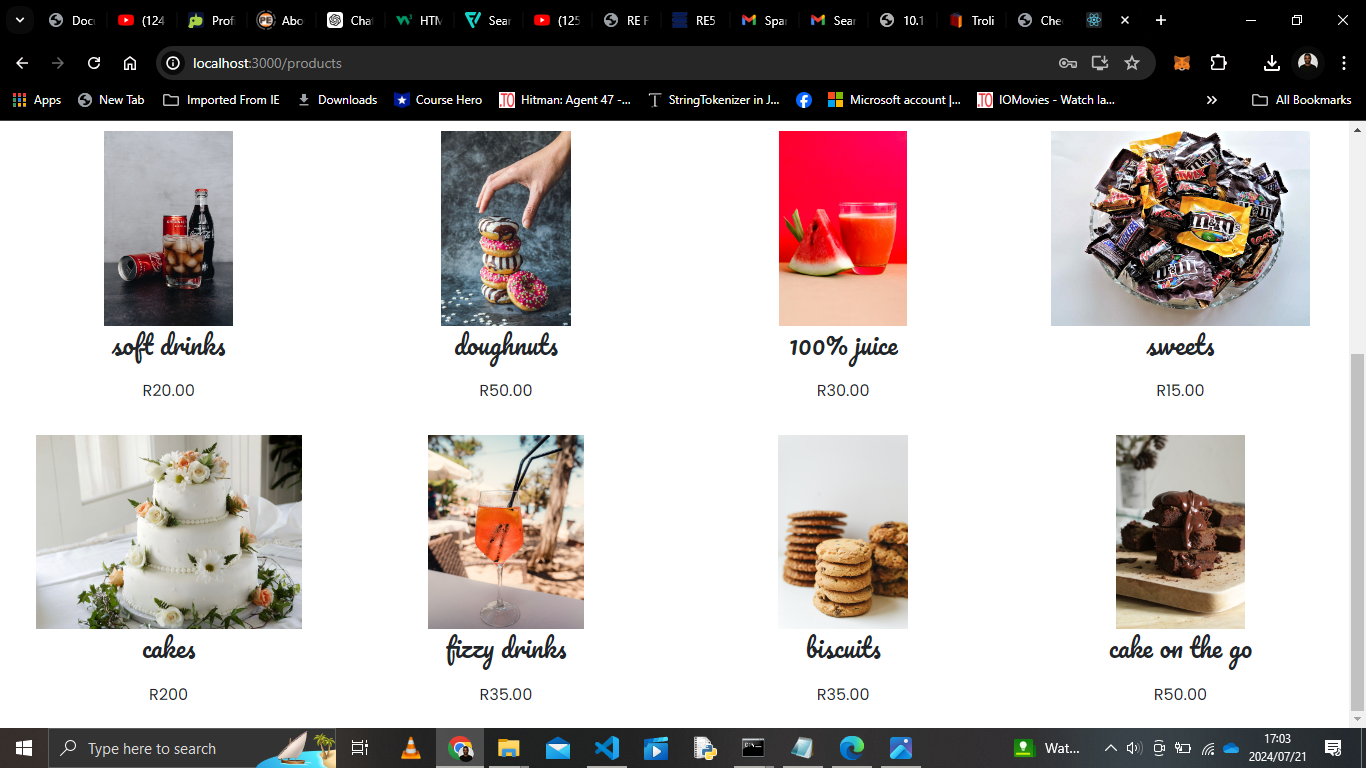 Doc
(124
Profi
Abo
Cha
HTM
Sear
(125
RE F
RE5
Spar
Sear
10.1
Troli
Che
localhost:3000/products
Apps
New Tab
Imported From IE
Downloads
Course Hero
Hitman: Agent 47 -...
StringTokenizer in J...
Microsoft account |...
IOMovies - Watch la...
All Bookmarks
soft drinks
doughnuts
100% juice
sweets
R20.00
R50.00
R30.00
R15.00
cakes
fizzy drinks
biscuits
cake on the go
R200
R35.00
R35.00
R50.00
Type here to search
Wat...
17:03
2024/07/21